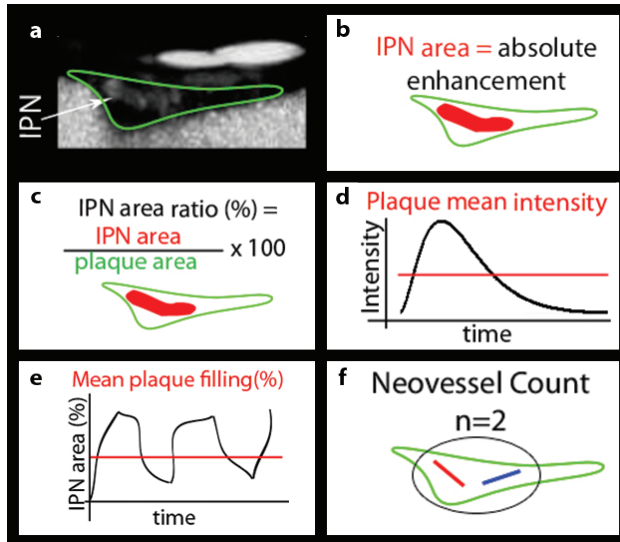 a
IPN
b
IPN area = absolute
enhancement
c
IPN area ratio (%) =
IPN area
plaque area
x 100
d
Plaque mean intensity
Intensity
time
e
Mean plaque filling(%)
IPN area (%)
time
f
Neovessel Count
n=2